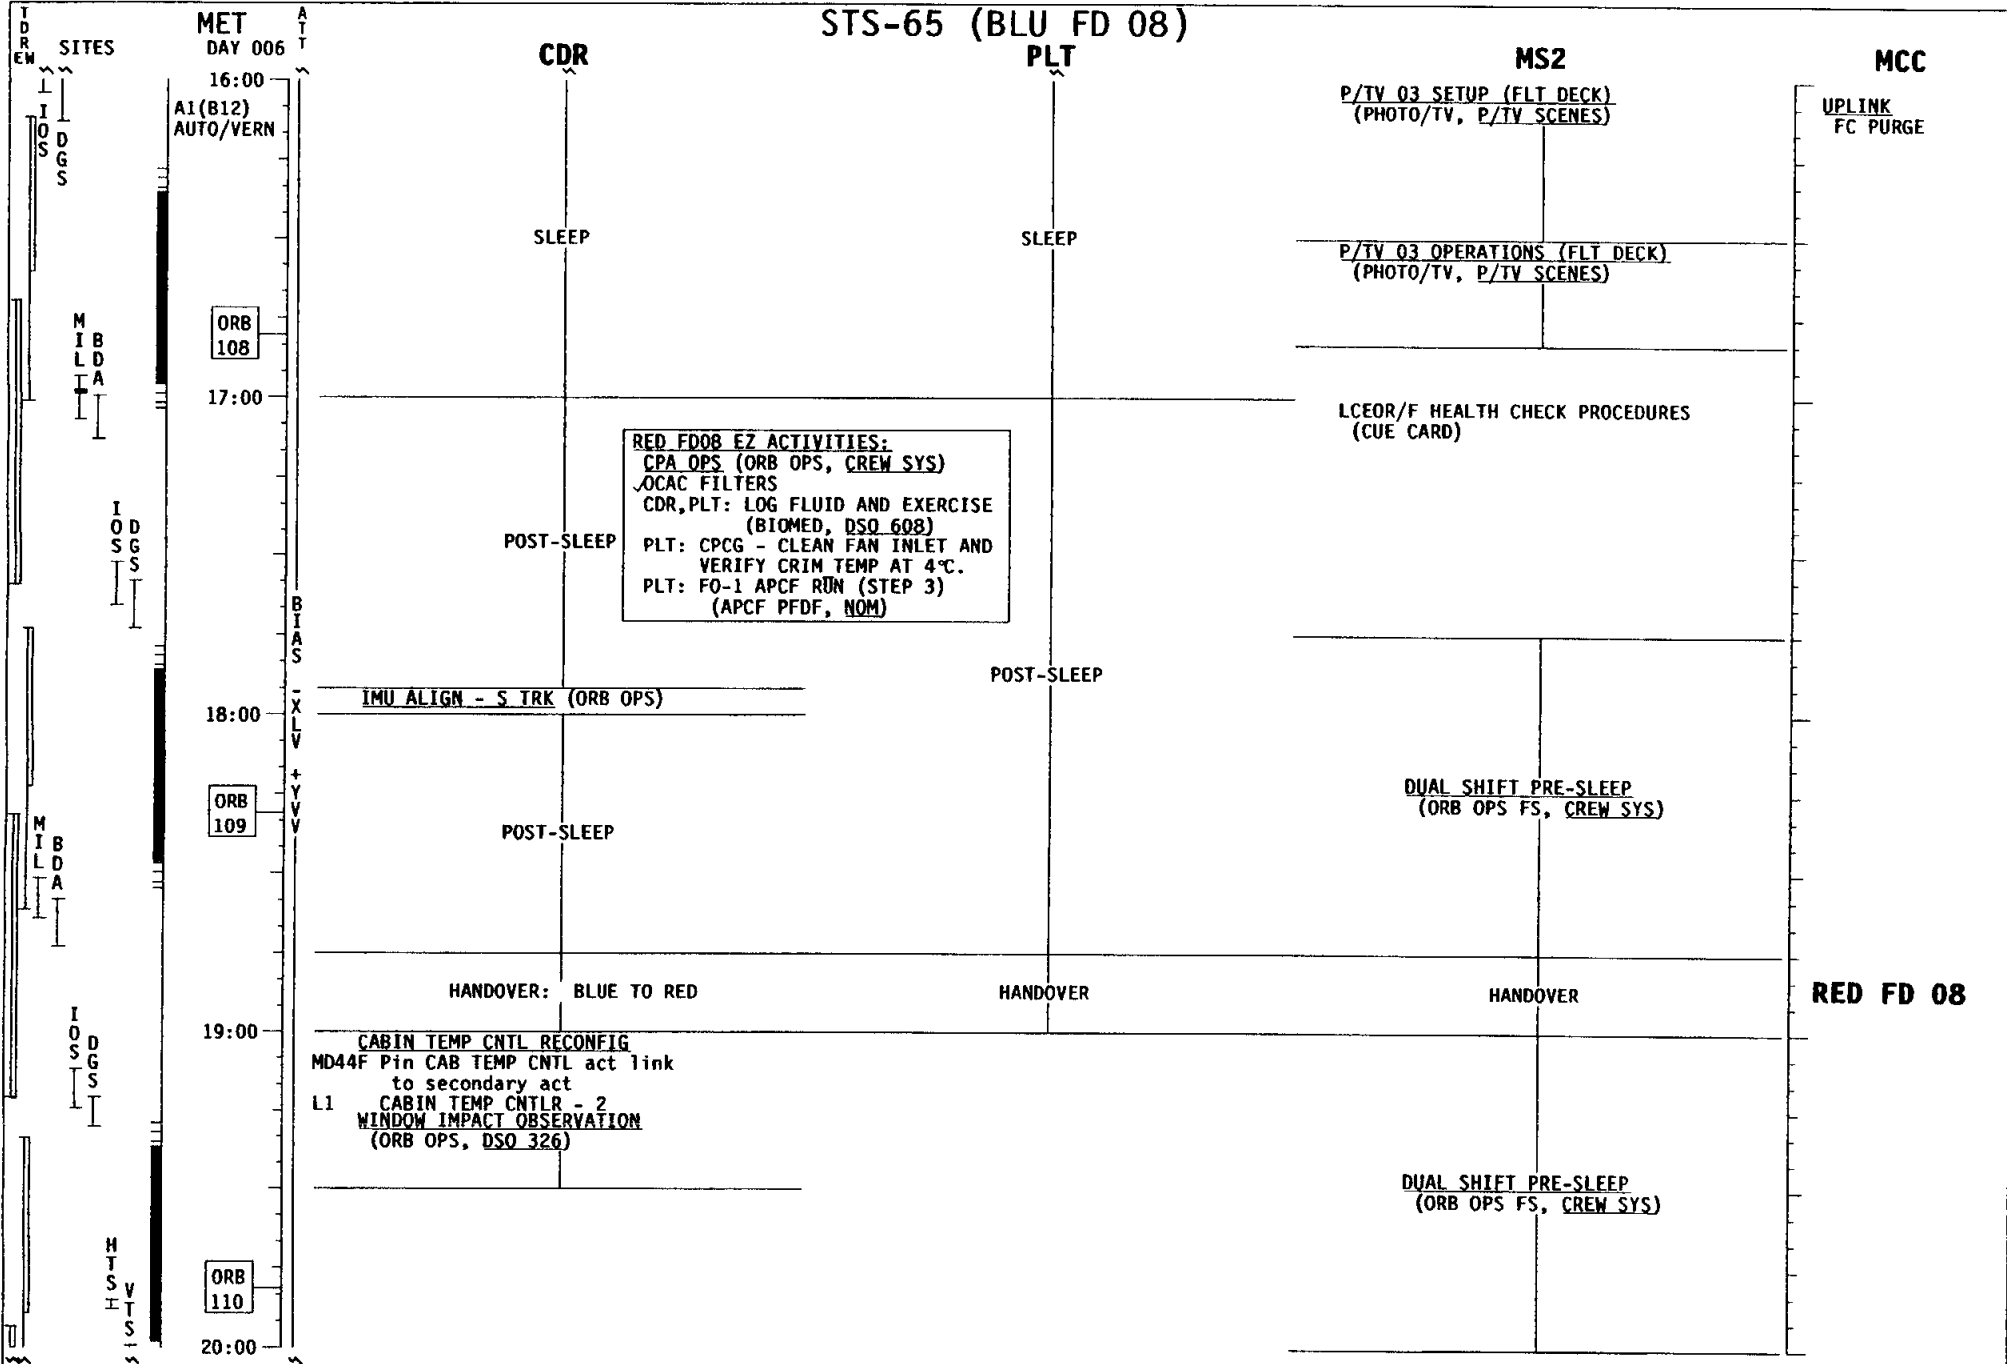 STS-65 (BLU FD 08)
TDR
EW
SITES
MET
DAY 006
ATT
CDR
PLT
MS2
MCC
16:00
A1(B12)
AUTO/VERN
IOS
DGS
P/TV 03 SETUP (FLT DECK)
(PHOTO/TV, P/TV SCENES)
UPLINK
FC PURGE
SLEEP
SLEEP
P/TV 03 OPERATIONS (FLT DECK)
(PHOTO/TV, P/TV SCENES)
MIL
BDA
ORB
108
17:00
LCEOR/F HEALTH CHECK PROCEDURES
(CUE CARD)
RED FD08 EZ ACTIVITIES:
CPA OPS (ORB OPS, CREW SYS)
✓OCAC FILTERS
CDR,PLT: LOG FLUID AND EXERCISE
(BIOMED, DSO 608)
PLT: CPCG - CLEAN FAN INLET AND
VERIFY CRIM TEMP AT 4℃.
PLT: FO-1 APCF RUN (STEP 3)
(APCF PFDF, NOM)
IOS
DGS
POST-SLEEP
POST-SLEEP
BIAS -XLV +YVV
IMU ALIGN - S TRK (ORB OPS)
18:00
ORB
109
MIL
BDA
POST-SLEEP
DUAL SHIFT PRE-SLEEP
(ORB OPS FS, CREW SYS)
HANDOVER: BLUE TO RED
HANDOVER
HANDOVER
RED FD 08
IOS
DGS
19:00
CABIN TEMP CNTL RECONFIG
MD44F Pin CAB TEMP CNTL act link
to secondary act
L1 CABIN TEMP CNTLR - 2
WINDOW IMPACT OBSERVATION
(ORB OPS, DSO 326)
DUAL SHIFT PRE-SLEEP
(ORB OPS FS, CREW SYS)
HTS
VTS
ORB
110
20:00